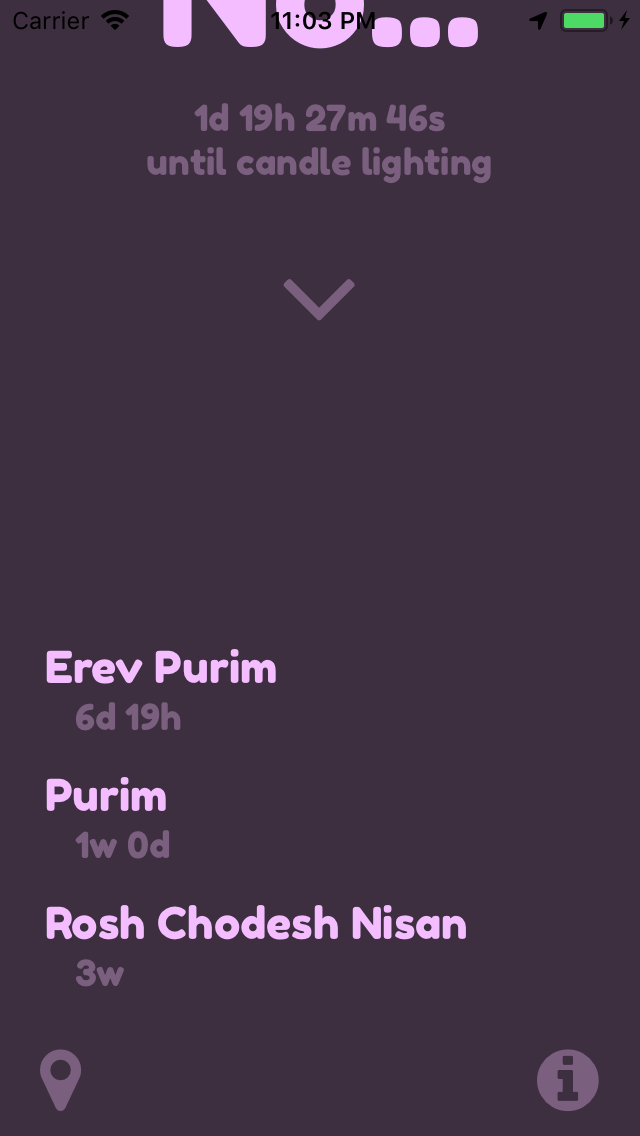 Carrier 11:03 PM
No...
1d 19h 27m 46s
until candle lighting
Erev Purim
6d 19h
Purim
1w 0d
Rosh Chodesh Nisan
3w